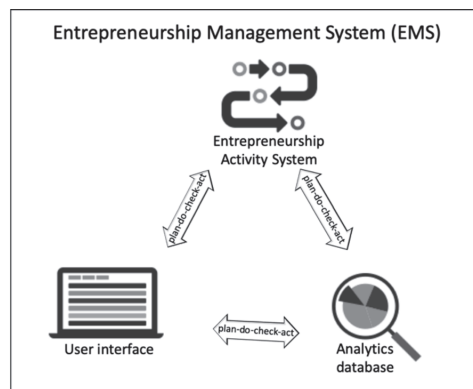 Entrepreneurship Management System (EMS)
Entrepreneurship
Activity System
plan-do-check-act
plan-do-check-act
User interface
plan-do-check-act
Analytics
database